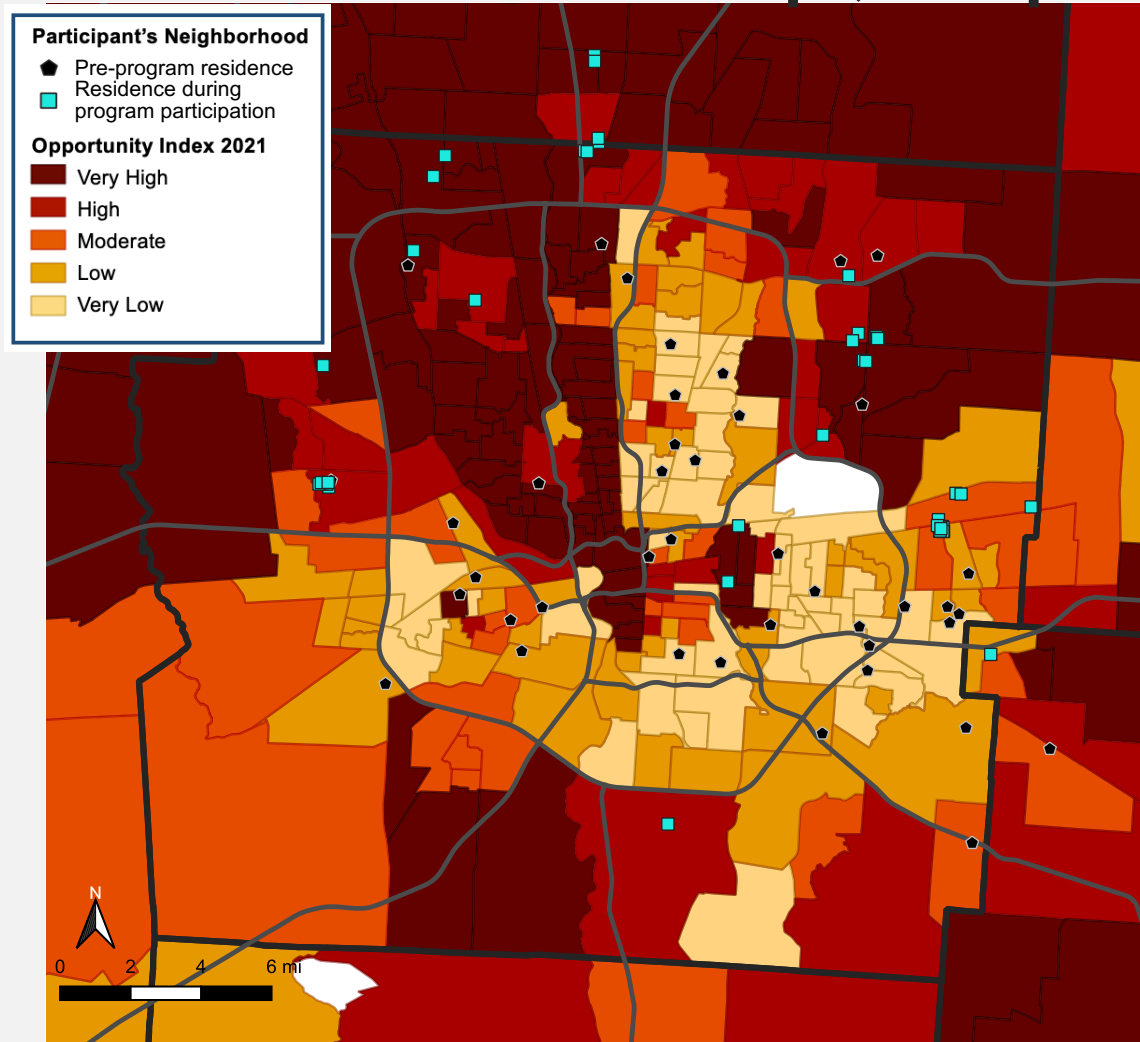 Participant's Neighborhood
Pre-program residence
Residence during
program participation
Opportunity Index 2021
Very High
High
Moderate
Low
Very Low
N
0 2 4 6 mi